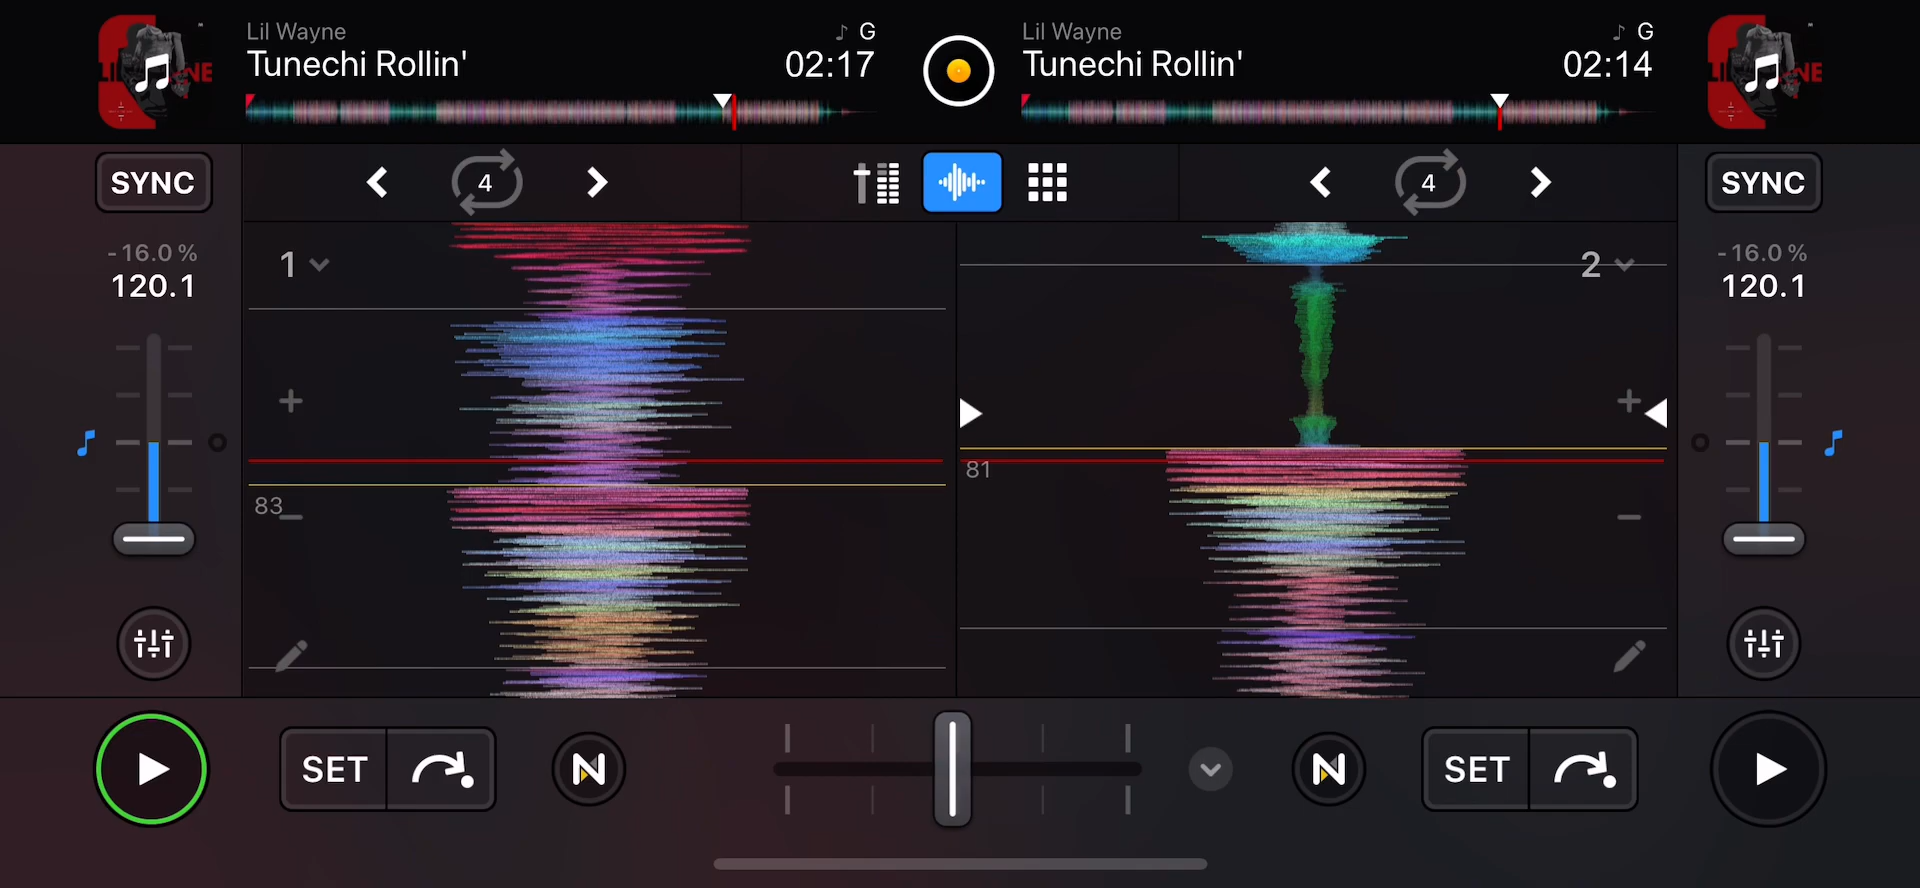 Lil Wayne
Tunechi Rollin'
G
02:17
Lil Wayne
Tunechi Rollin'
G
02:14
SYNC
4
4
SYNC
-16.0 %
120.1
1
2
-16.0 %
120.1
83
81
SET
N
N
SET